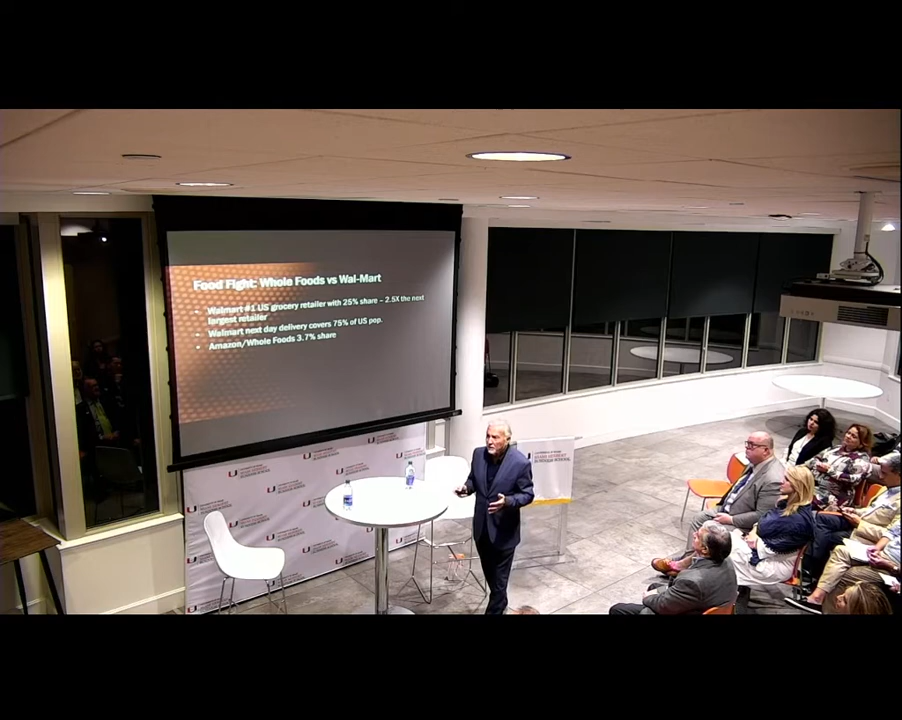 Food Fight: Whole Foods vs Wal-Mart
• Walmart #1 US grocery retailer with 25% share – 2.5X the next
largest retailer
• Walmart next day delivery covers 75% of US pop.
• Amazon/Whole Foods 3.7% share